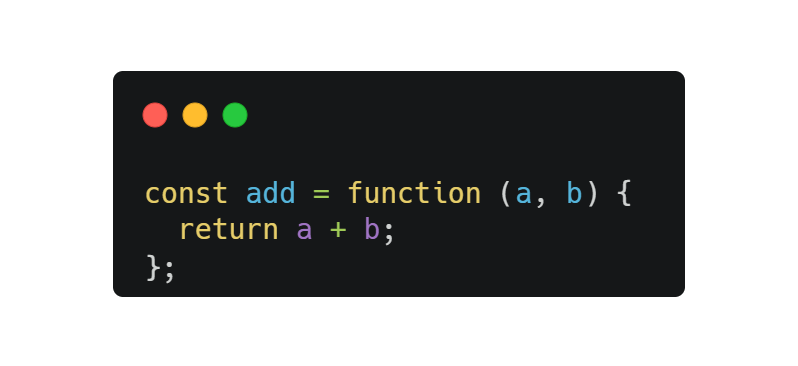 const add = function (a, b) {
  return a + b;
};